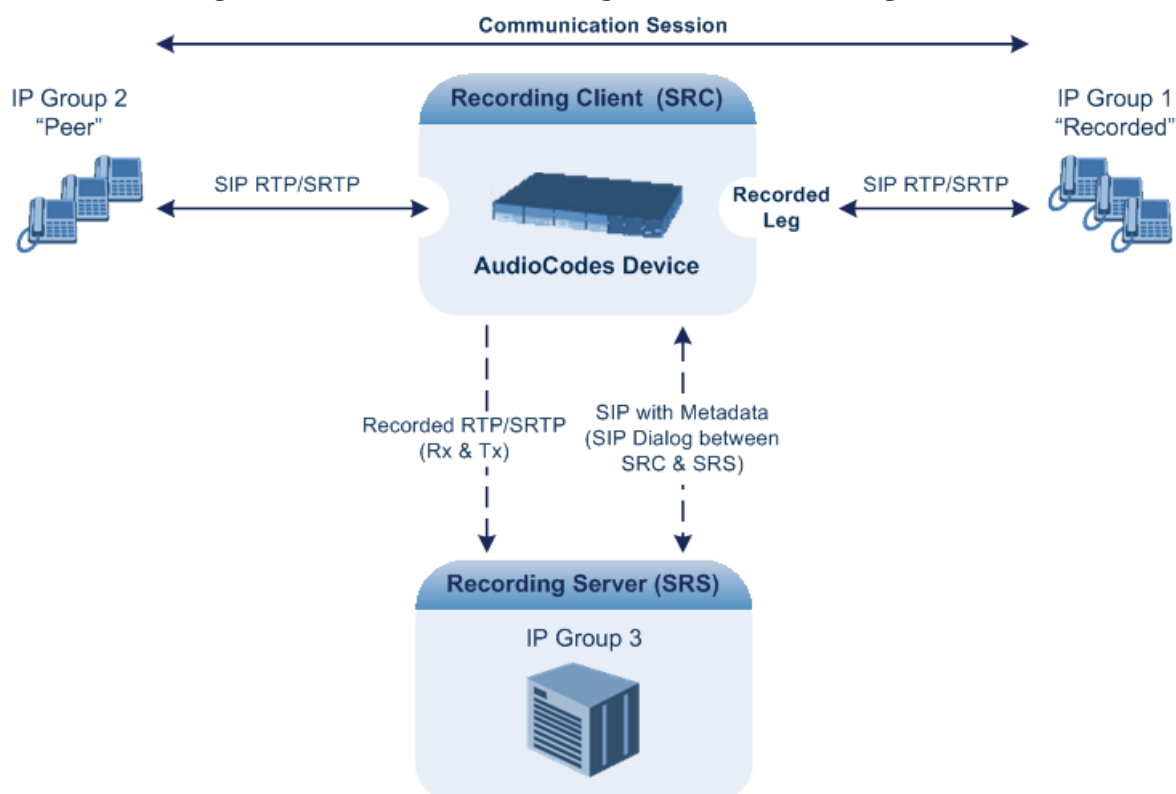 Communication Session
IP Group 2
“Peer”
Recording Client (SRC)
IP Group 1
“Recorded”
SIP RTP/SRTP
Recorded
Leg
SIP RTP/SRTP
AudioCodes Device
Recorded RTP/SRTP
(Rx & Tx)
SIP with Metadata
(SIP Dialog between
SRC & SRS)
Recording Server (SRS)
IP Group 3